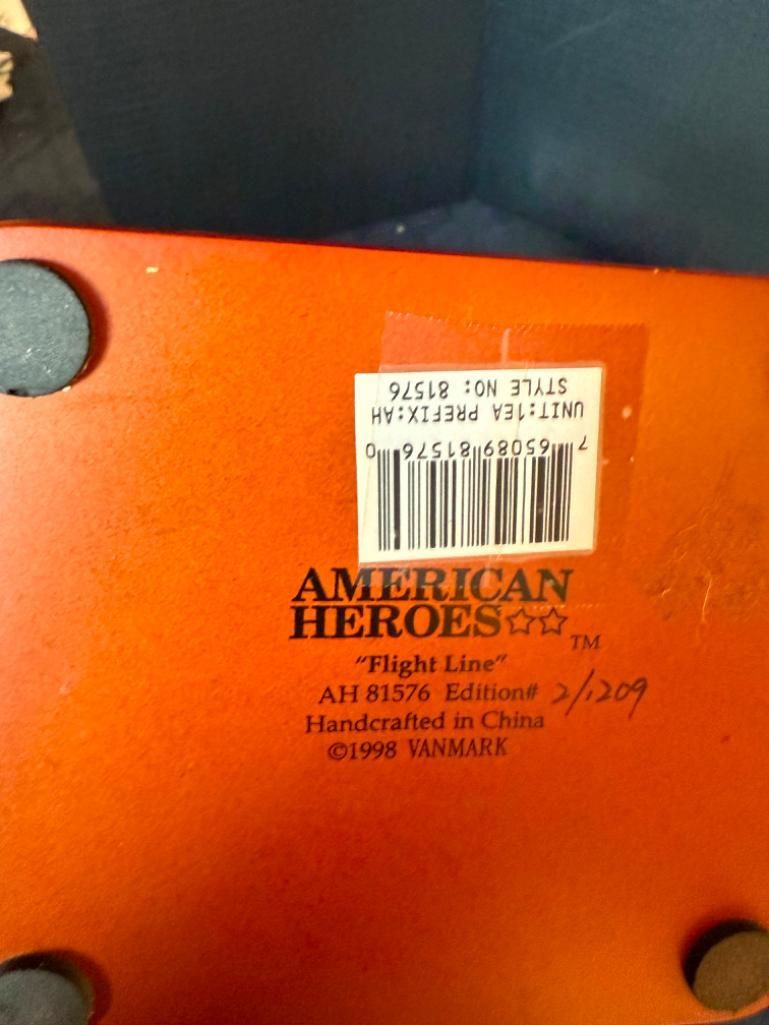 STYLE NO: 81576
UNIT:1EA PREFIX:AH
7 65089 81576 0
AMERICAN
HEROES☆☆™
"Flight Line"
AH 81576 Edition# 2/1209
Handcrafted in China
©1998 VANMARK